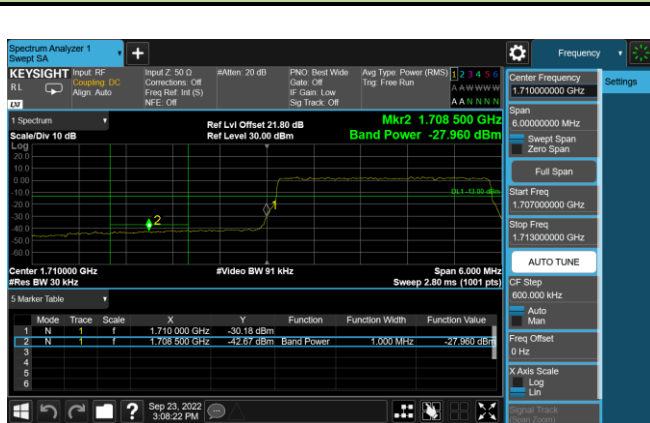 Spectrum Analyzer 1
Swept SA
+
Frequency
KEYSIGHT
Input: RF
Input Z: 50 Ω
#Atten: 20 dB
PNO: Best Wide
Avg Type: Power (RMS)
1 2 3 4 5 6
RL
Coupling: DC
Corrections: Off
Gate: Off
Trig: Free Run
A A W W W W
Align: Auto
Freq Ref: Int (S)
IF Gain: Low
NFE: Off
Sig Track: Off
A A N N N N
LXI
Center Frequency
1.710000000 GHz
Settings
Span
6.00000000 MHz
Swept Span
Zero Span
Full Span
Start Freq
1.707000000 GHz
Stop Freq
1.713000000 GHz
AUTO TUNE
CF Step
600.000 kHz
Auto
Man
Freq Offset
0 Hz
X Axis Scale
Log
Lin
Signal Track
(Span Zoom)
1 Spectrum
Ref Lvl Offset 21.80 dB
Mkr2 1.708 500 GHz
Scale/Div 10 dB
Ref Level 30.00 dBm
Band Power -27.960 dBm
Log
20.0
10.0
0.00
-10.0
DL1 -13.00 dBm
-20.0
-30.0
-40.0
-50.0
-60.0
1
2
Center 1.710000 GHz
#Video BW 91 kHz
Span 6.000 MHz
#Res BW 30 kHz
Sweep 2.80 ms (1001 pts)
5 Marker Table
Mode Trace Scale X Y Function Function Width Function Value
1 N 1 f 1.710 000 GHz -30.18 dBm
2 N 1 f 1.708 500 GHz -42.67 dBm Band Power 1.000 MHz -27.960 dBm
3
4
5
6
?
Sep 23, 2022
3:08:22 PM